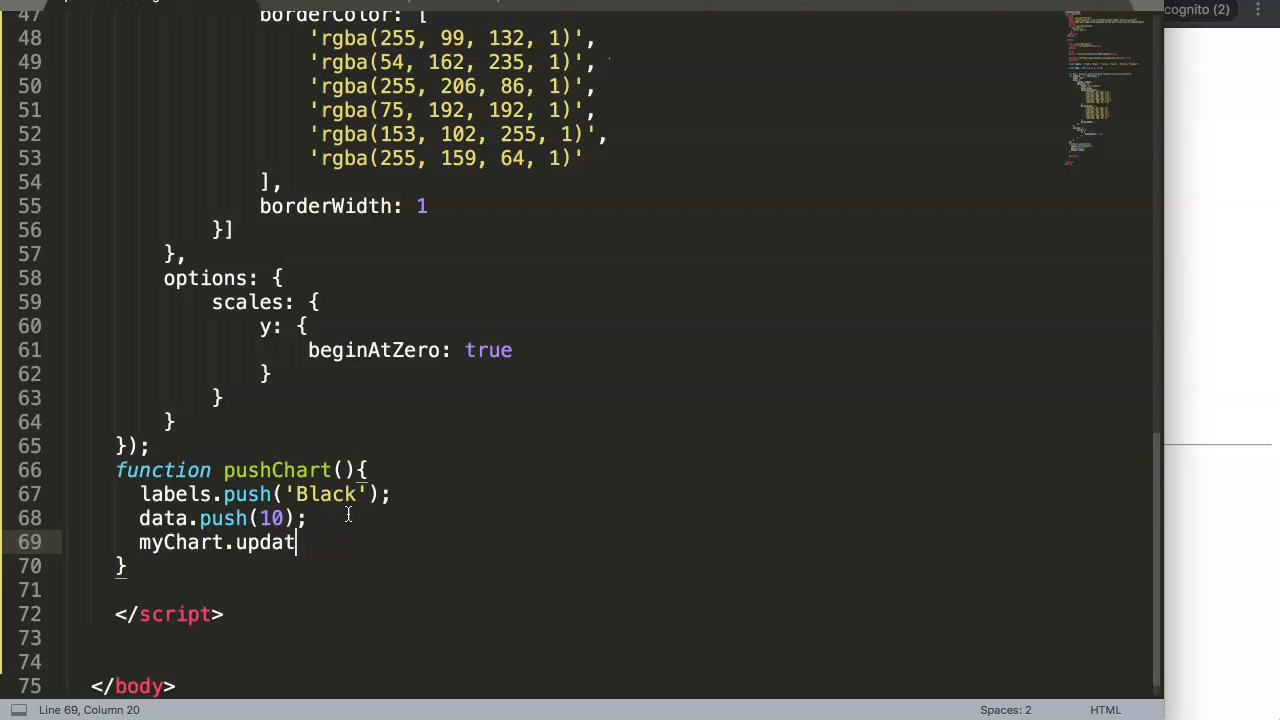 cognito (2)
47 borderColor: [
48 'rgba(255, 99, 132, 1)',
49 'rgba(54, 162, 235, 1)',
50 'rgba(255, 206, 86, 1)',
51 'rgba(75, 192, 192, 1)',
52 'rgba(153, 102, 255, 1)',
53 'rgba(255, 159, 64, 1)'
54 ],
55 borderWidth: 1
56 }]
57 },
58 options: {
59 scales: {
60 y: {
61 beginAtZero: true
62 }
63 }
64 }
65 });
66 function pushChart(){
67 labels.push('Black');
68 data.push(10);
69 myChart.updat
70 }
71
72 </script>
73
74
75 </body>
Line 69, Column 20 Spaces: 2 HTML